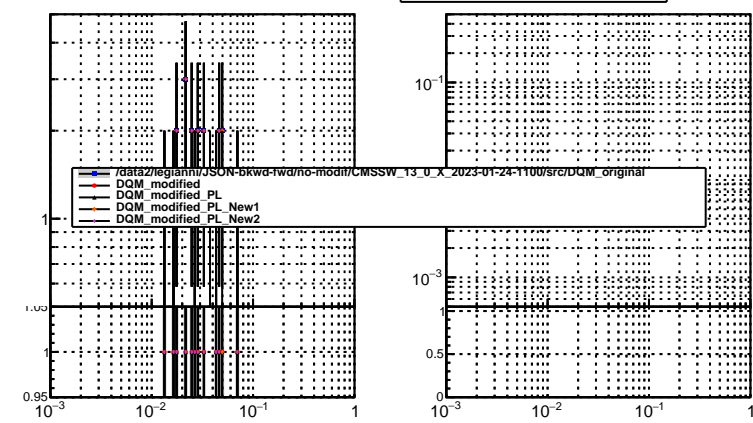 10⁻¹
/data2/legianni/JSON-bkwd-fwd/no-modif/CMSSW_13_0_X_2023-01-24-1100/src/DQM_original
DQM_modified
DQM_modified_PL
DQM_modified_PL_New1
DQM_modified_PL_New2
1
10⁻³
1.05
1
0.95
1
0.5
0
10⁻³ 10⁻² 10⁻¹ 1
10⁻³ 10⁻² 10⁻¹ 1